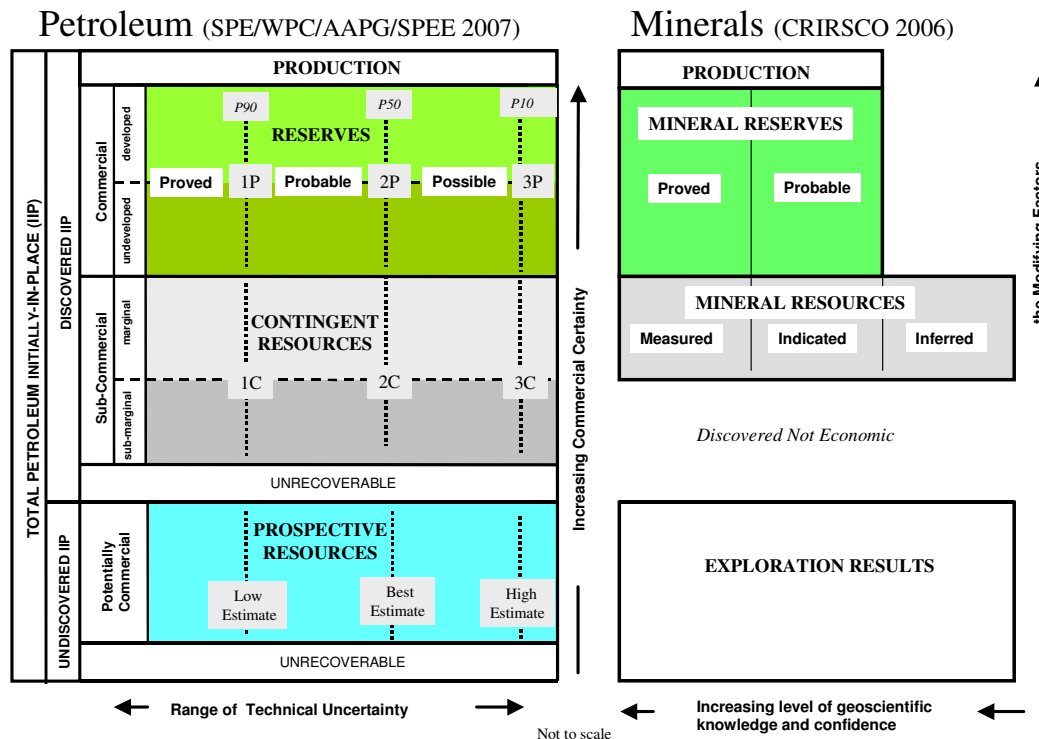 Petroleum (SPE/WPC/AAPG/SPEE 2007)
Minerals (CRIRSCO 2006)
TOTAL PETROLEUM INITIALLY-IN-PLACE (IIP)
DISCOVERED IIP
UNDISCOVERED IIP
PRODUCTION
Commercial
developed
undeveloped
P90
P50
P10
RESERVES
Proved
1P
Probable
2P
Possible
3P
Sub-Commercial
marginal
sub-marginal
CONTINGENT
RESOURCES
1C
2C
3C
UNRECOVERABLE
Potentially
Commercial
PROSPECTIVE
RESOURCES
Low
Estimate
Best
Estimate
High
Estimate
UNRECOVERABLE
Range of Technical Uncertainty
Increasing Commercial Certainty
Not to scale
PRODUCTION
MINERAL RESERVES
Proved
Probable
MINERAL RESOURCES
Measured
Indicated
Inferred
Discovered Not Economic
EXPLORATION RESULTS
Increasing level of geoscientific
knowledge and confidence
the Modifying Factors